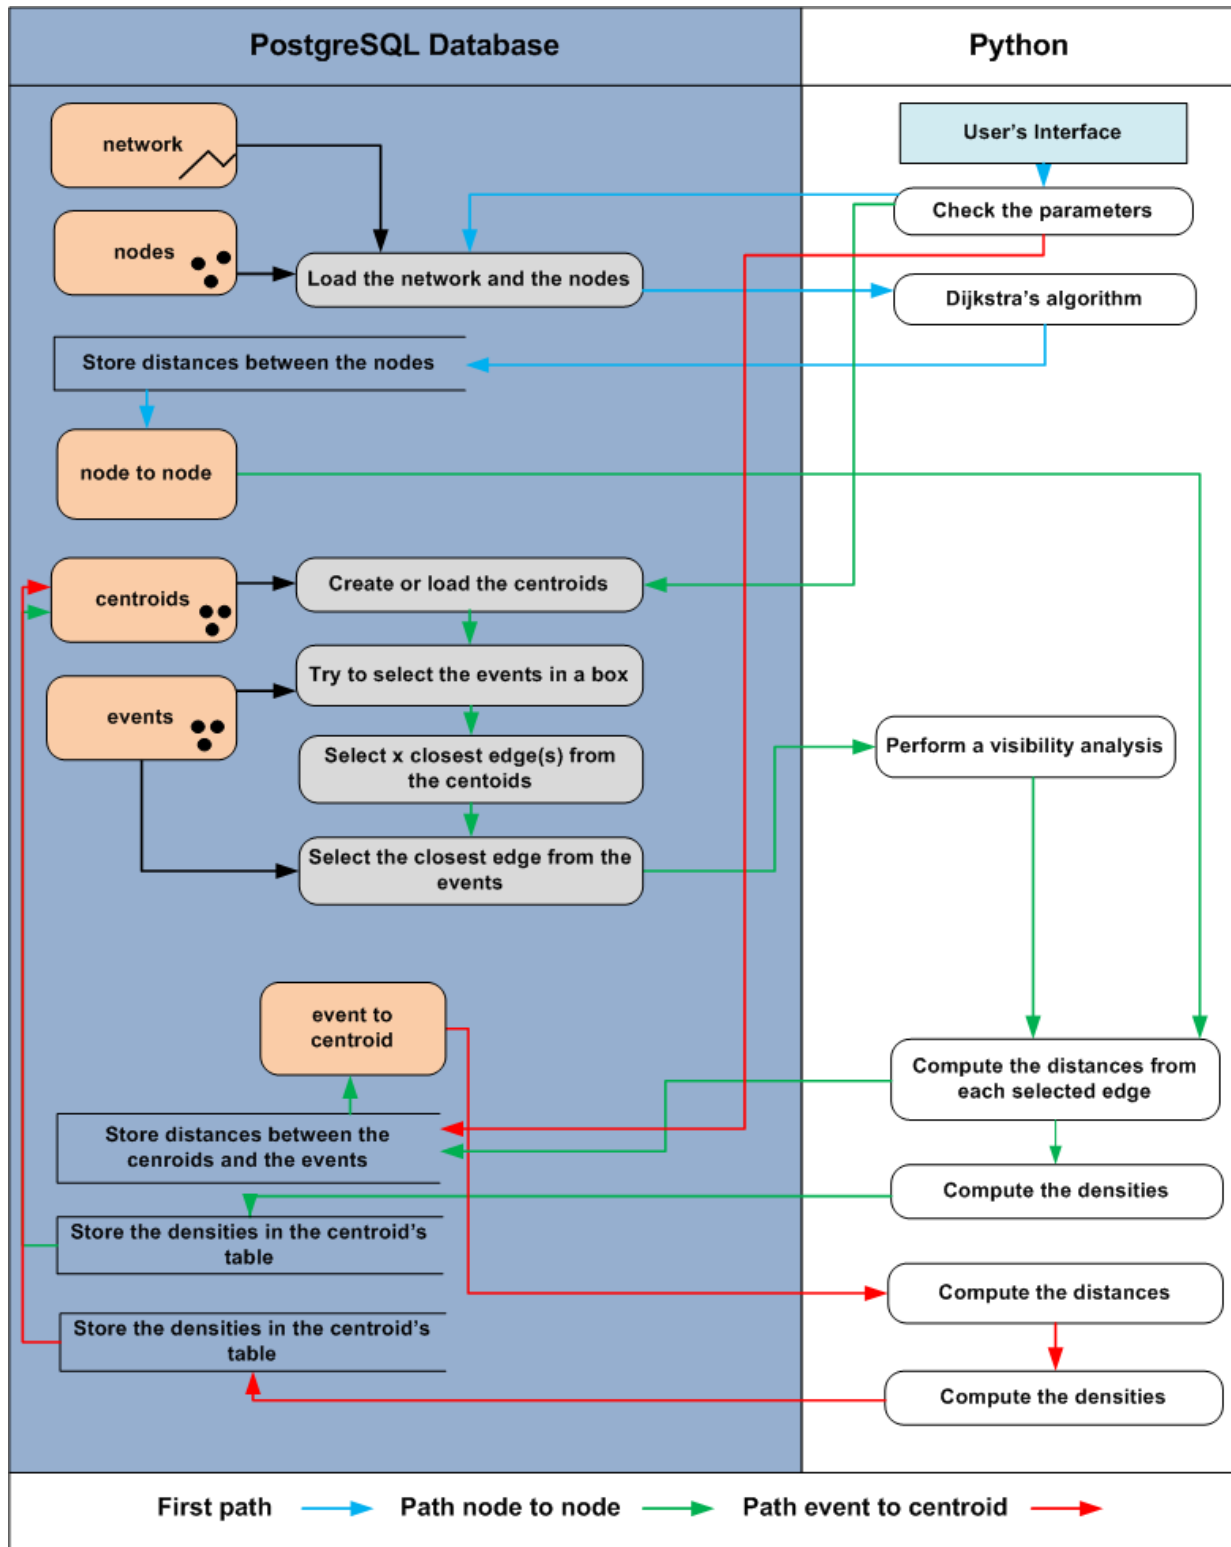 PostgreSQL Database
Python
network
User's Interface
Check the parameters
nodes
Load the network and the nodes
Dijkstra's algorithm
Store distances between the nodes
node to node
centroids
Create or load the centroids
Try to select the events in a box
events
Select x closest edge(s) from
the centoids
Perform a visibility analysis
Select the closest edge from the
events
event to
centroid
Compute the distances from
each selected edge
Store distances between the
cenroids and the events
Compute the densities
Store the densities in the centroid's
table
Compute the distances
Store the densities in the centroid's
table
Compute the densities
First path
Path node to node
Path event to centroid